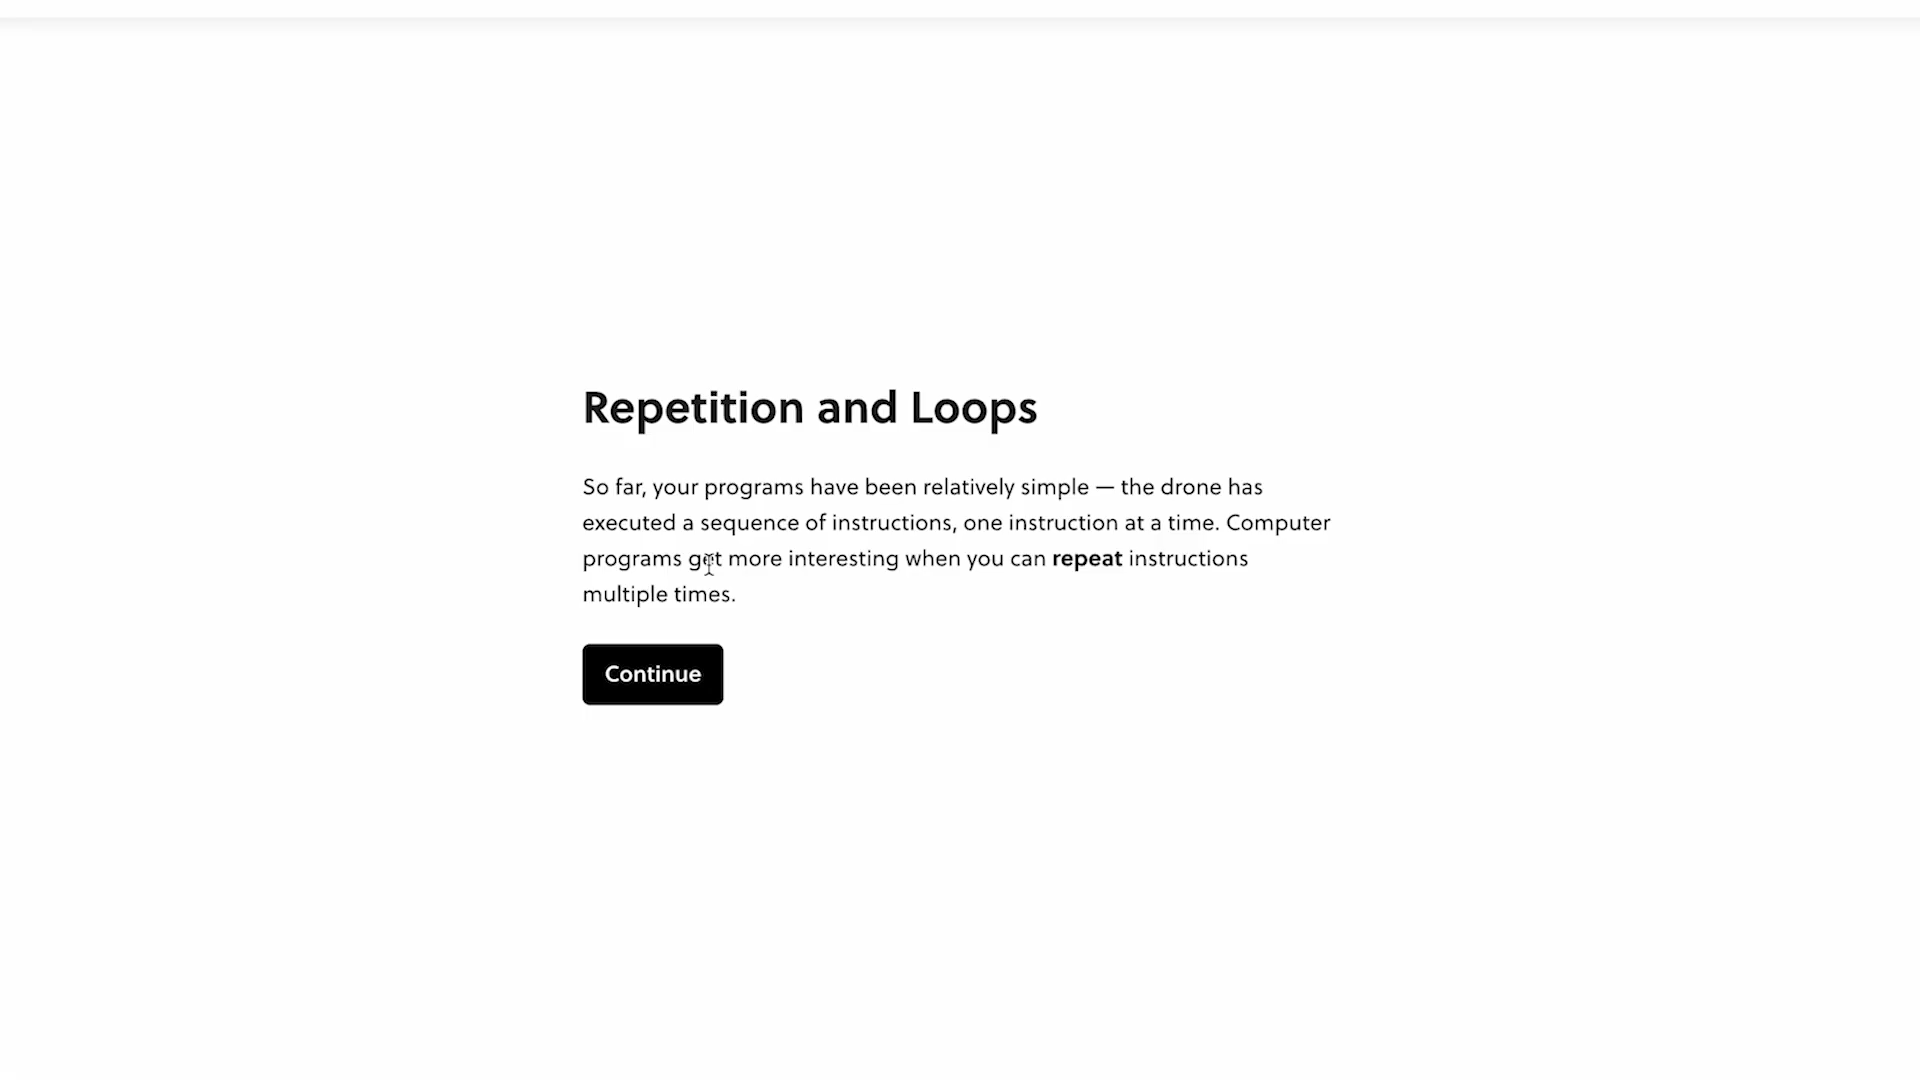 Repetition and Loops
So far, your programs have been relatively simple — the drone has
executed a sequence of instructions, one instruction at a time. Computer
programs get more interesting when you can repeat instructions
multiple times.
Continue